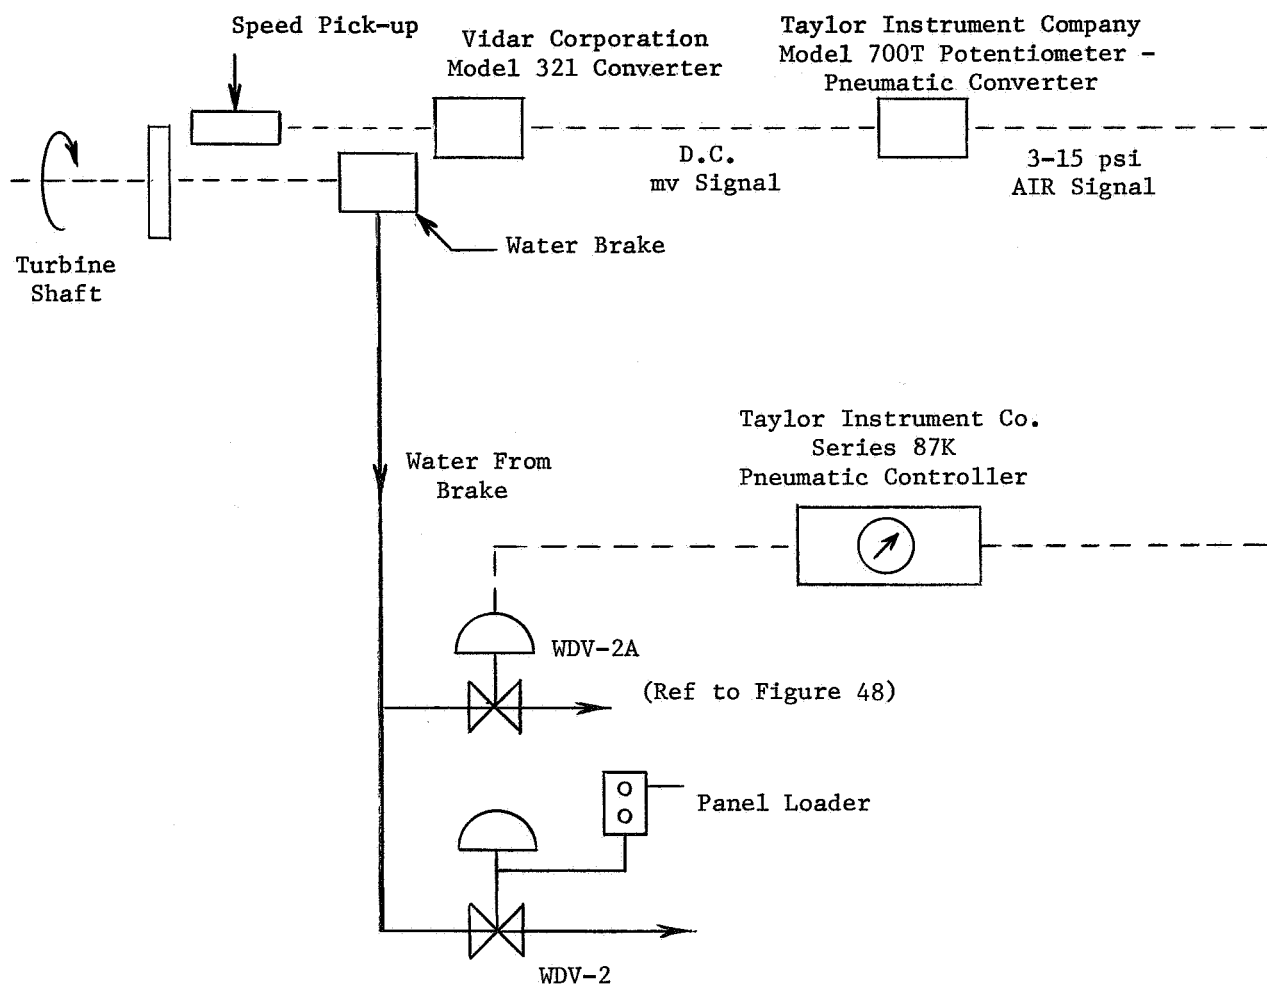 Speed Pick-up
Vidar Corporation
Model 321 Converter
Taylor Instrument Company
Model 700T Potentiometer -
Pneumatic Converter
D.C.
mv Signal
3-15 psi
AIR Signal
Water Brake
Turbine
Shaft
Taylor Instrument Co.
Series 87K
Pneumatic Controller
Water From
Brake
WDV-2A
(Ref to Figure 48)
Panel Loader
WDV-2